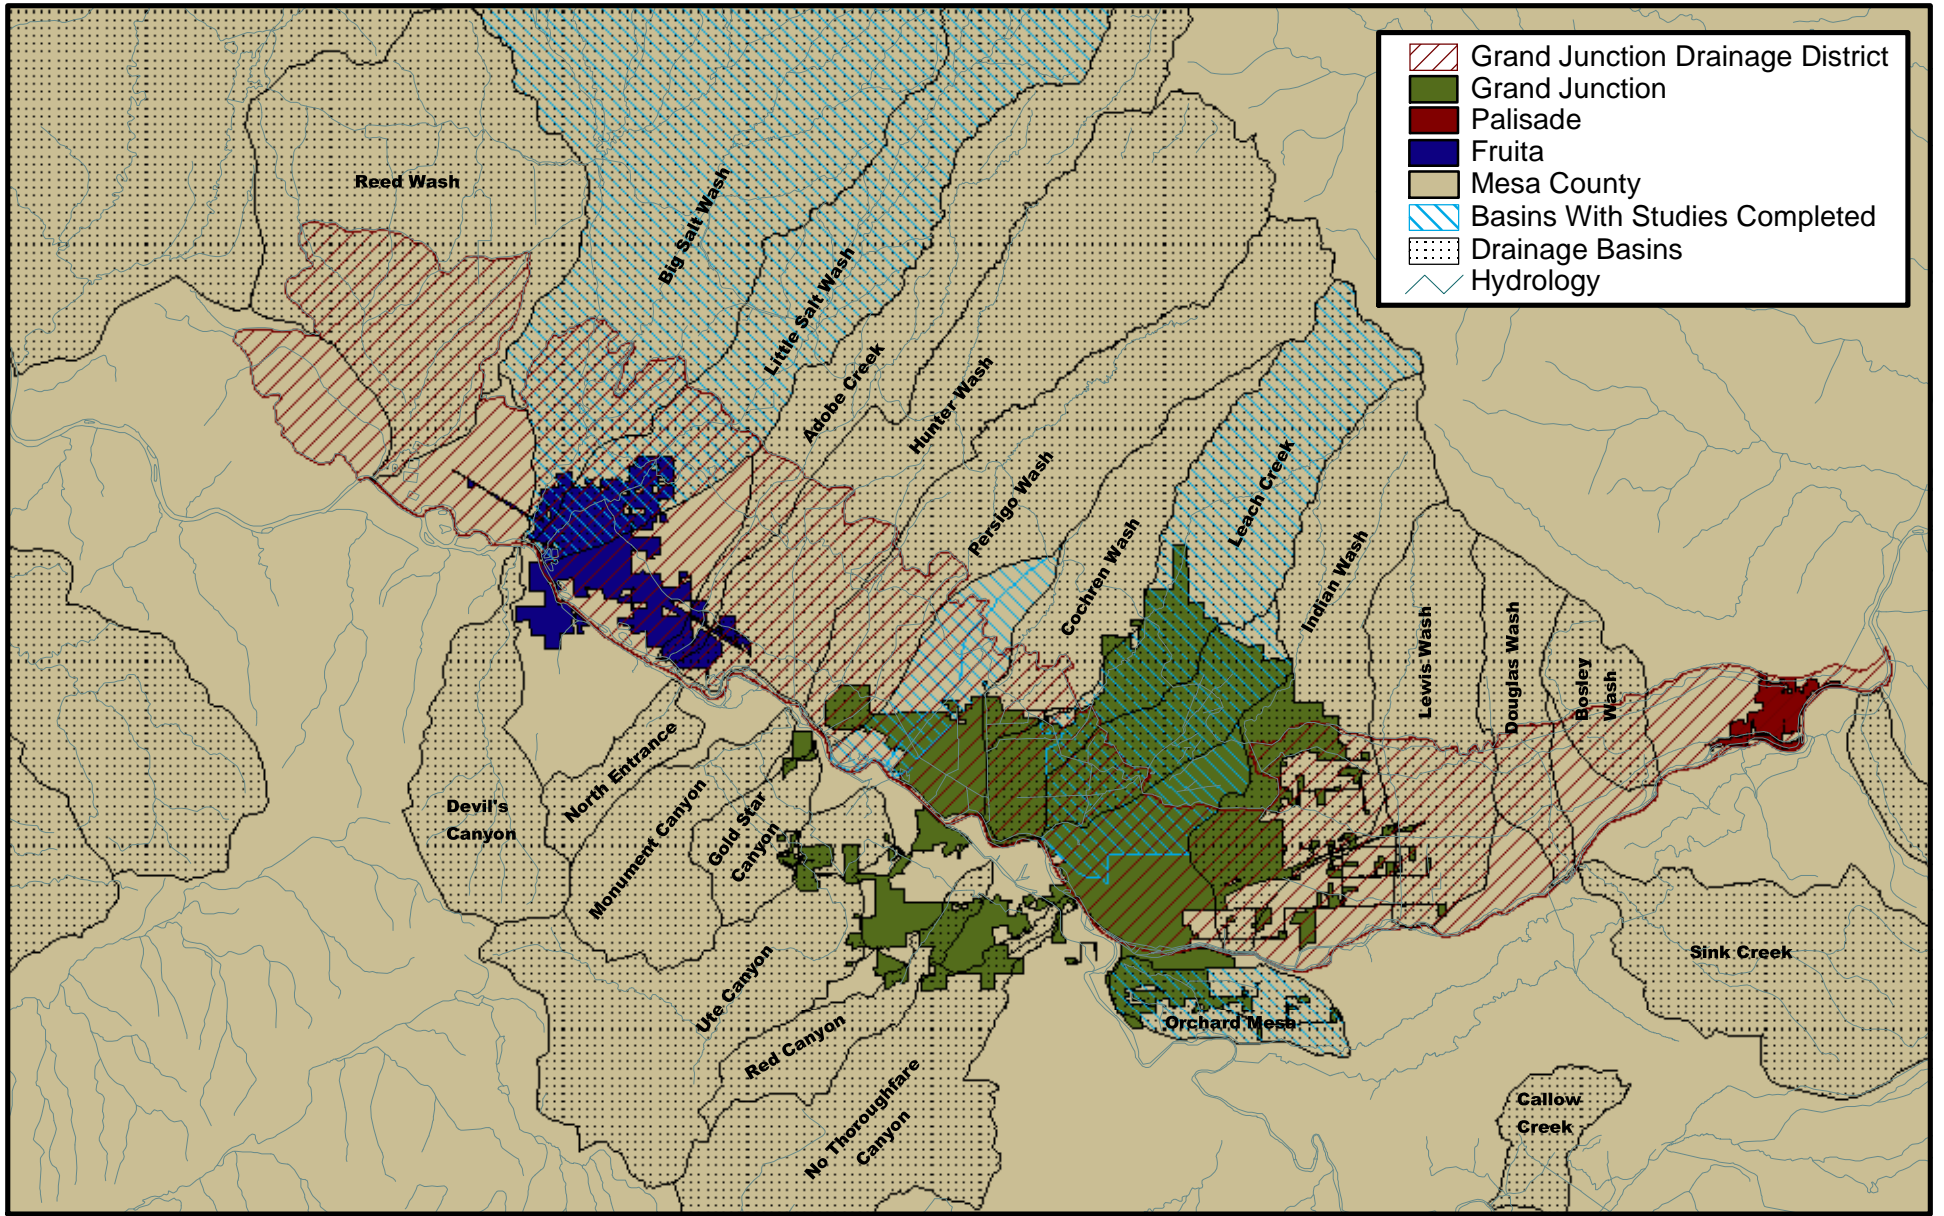 Grand Junction Drainage District
Grand Junction
Palisade
Fruita
Mesa County
Basins With Studies Completed
Drainage Basins
Hydrology
Reed Wash
Big Salt Wash
Little Salt Wash
Adobe Creek
Hunter Wash
Persigo Wash
Cochren Wash
Leach Creek
Indian Wash
Lewis Wash
Douglas Wash
Bosley
Wash
North Entrance
Devil's
Canyon
Monument Canyon
Gold Star
Canyon
Ute Canyon
Red Canyon
No Thoroughfare
Canyon
Orchard Mesa
Sink Creek
Callow
Creek